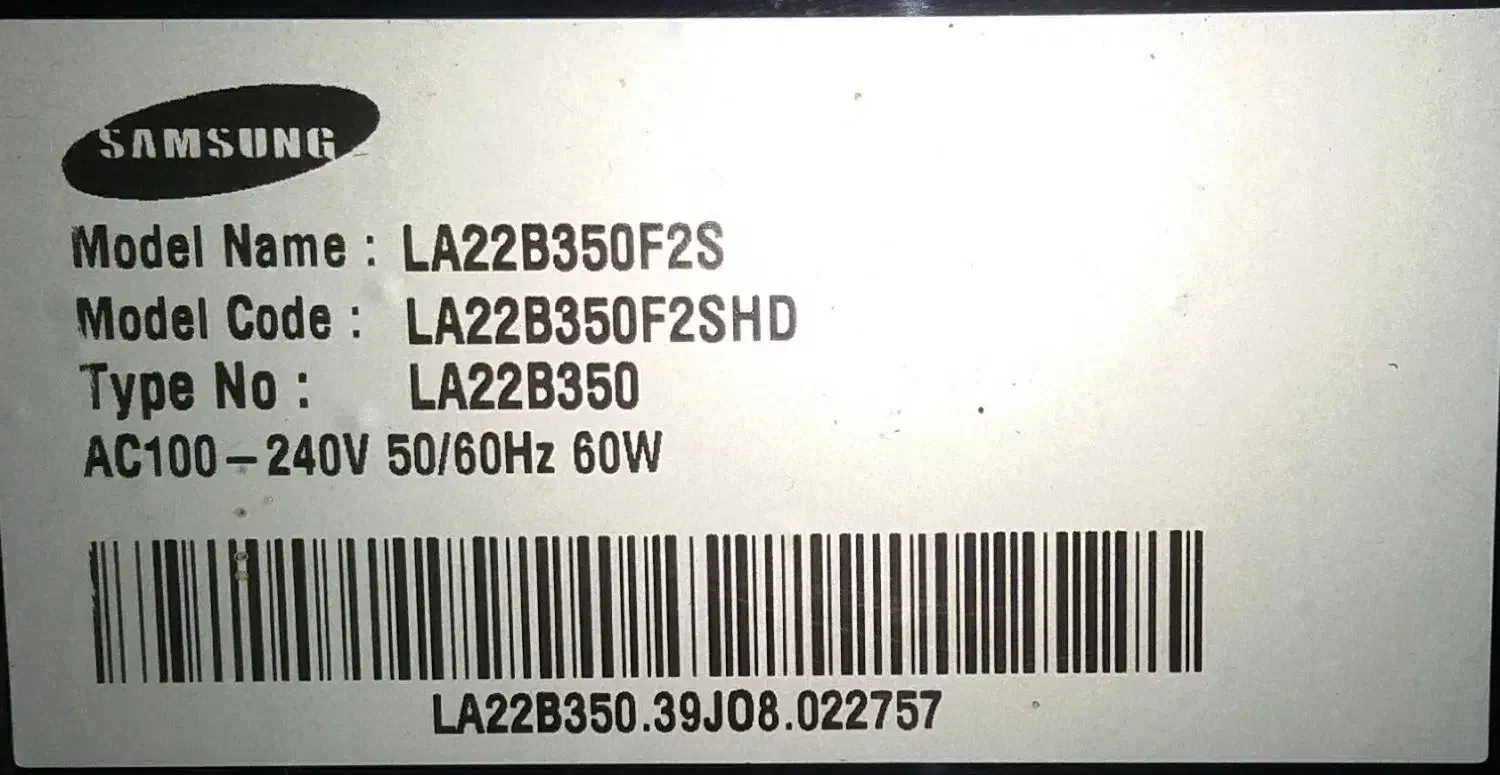 SAMSUNG
Model Name : LA22B350F2S
Model Code : LA22B350F2SHD
Type No : LA22B350
AC100-240V 50/60Hz 60W
LA22B350.39JO8.022757